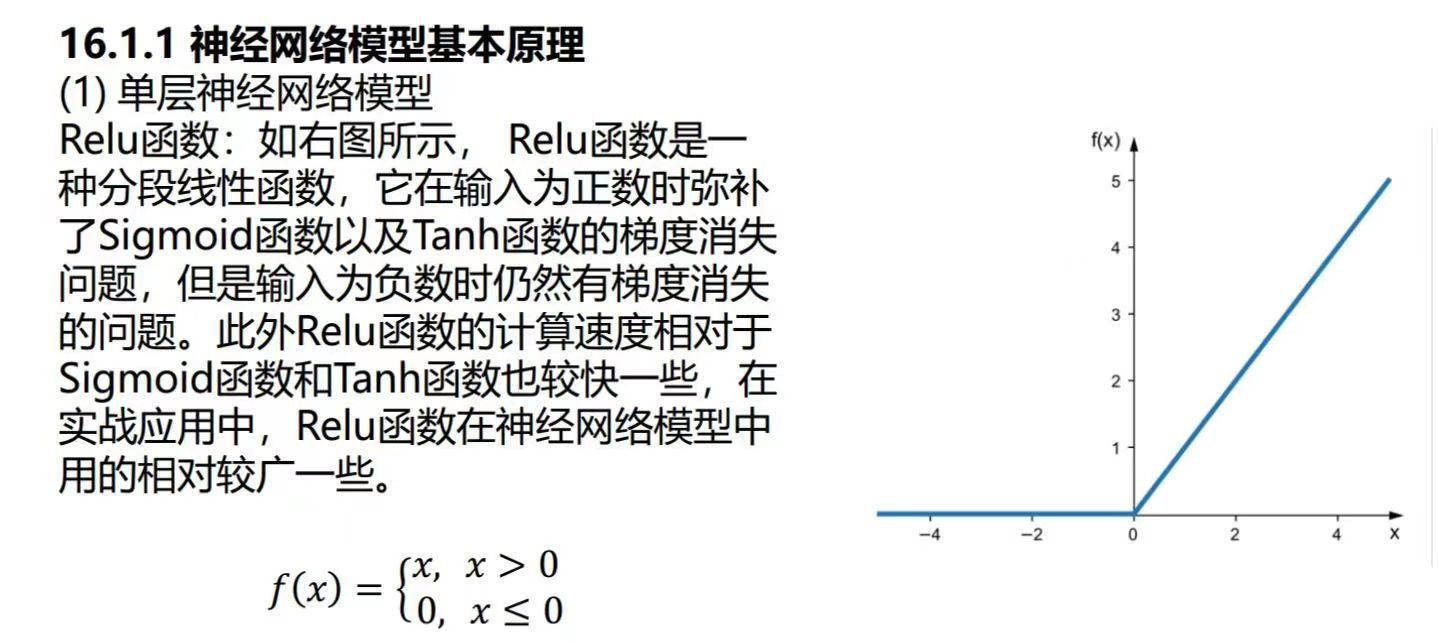 16.1.1 神经网络模型基本原理
(1) 单层神经网络模型
Relu函数：如右图所示， Relu函数是一
种分段线性函数，它在输入为正数时弥补
了Sigmoid函数以及Tanh函数的梯度消失
问题，但是输入为负数时仍然有梯度消失
的问题。此外Relu函数的计算速度相对于
Sigmoid函数和Tanh函数也较快一些，在
实战应用中，Relu函数在神经网络模型中
用的相对较广一些。
f(x) = {x, x > 0
0, x ≤ 0
f(x)
5
4
3
2
1
−4 −2 0 2 4 x